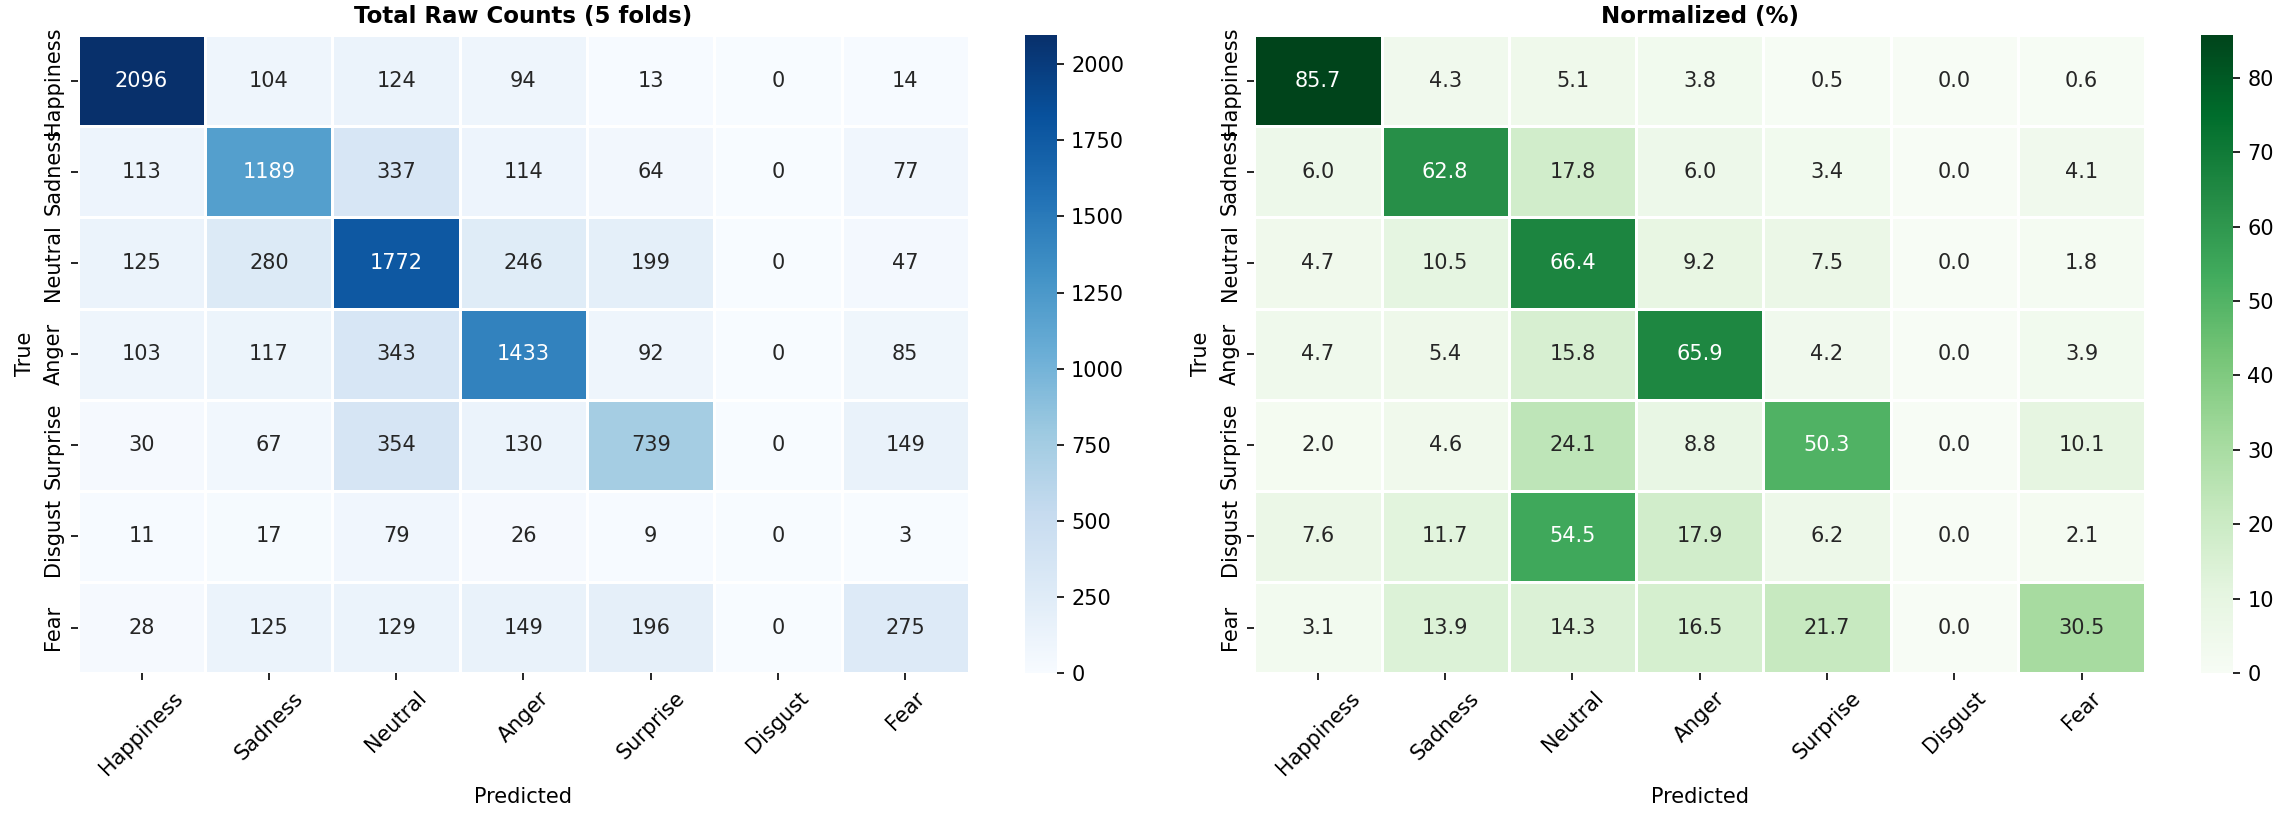 Total Raw Counts (5 folds)
Happiness 2096 104 124 94 13 0 14
Sadness 113 1189 337 114 64 0 77
Neutral 125 280 1772 246 199 0 47
Anger 103 117 343 1433 92 0 85
Surprise 30 67 354 130 739 0 149
Disgust 11 17 79 26 9 0 3
Fear 28 125 129 149 196 0 275
True
Happiness Sadness Neutral Anger Surprise Disgust Fear
Predicted
2000
1750
1500
1250
1000
750
500
250
0
Normalized (%)
Happiness 85.7 4.3 5.1 3.8 0.5 0.0 0.6
Sadness 6.0 62.8 17.8 6.0 3.4 0.0 4.1
Neutral 4.7 10.5 66.4 9.2 7.5 0.0 1.8
Anger 4.7 5.4 15.8 65.9 4.2 0.0 3.9
Surprise 2.0 4.6 24.1 8.8 50.3 0.0 10.1
Disgust 7.6 11.7 54.5 17.9 6.2 0.0 2.1
Fear 3.1 13.9 14.3 16.5 21.7 0.0 30.5
True
Happiness Sadness Neutral Anger Surprise Disgust Fear
Predicted
80
70
60
50
40
30
20
10
0